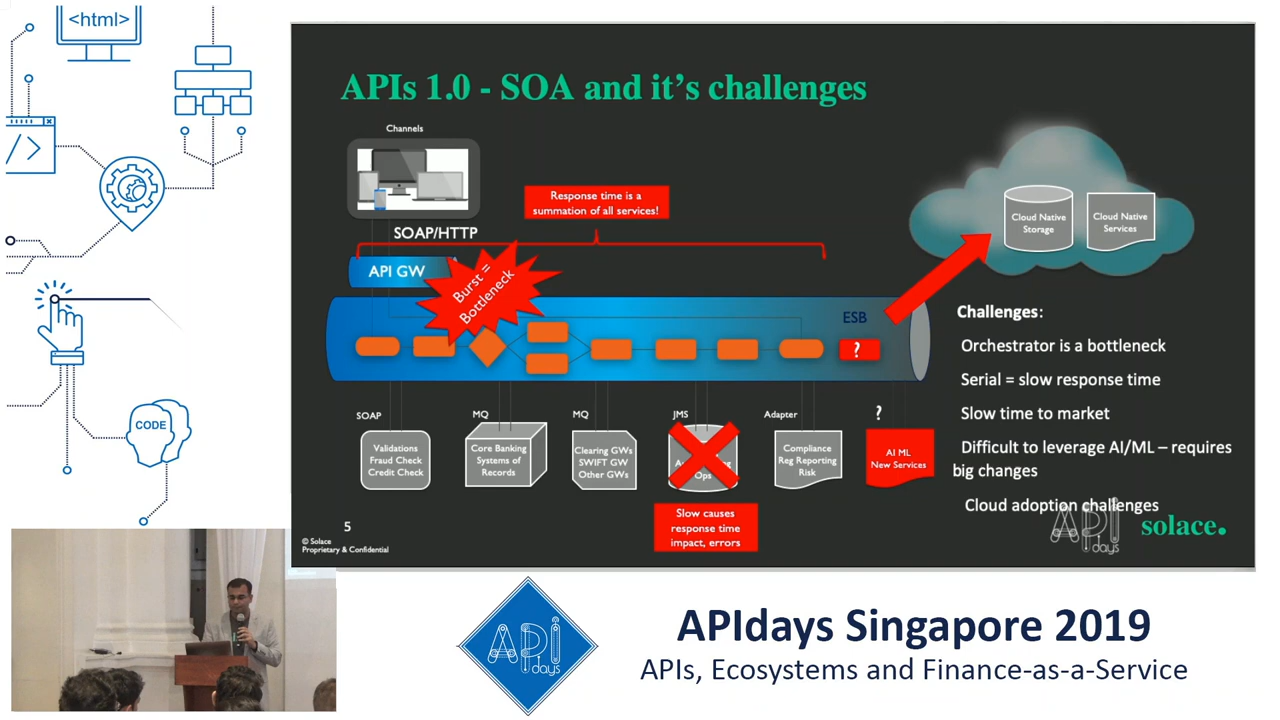 <html>
APIs 1.0 - SOA and it's challenges
Channels
Response time is a
summation of all services!
SOAP/HTTP
API GW
Burst =
Bottleneck
Cloud Native
Storage
Cloud Native
Services
ESB
?
Challenges:
Orchestrator is a bottleneck
Serial = slow response time
Slow time to market
Difficult to leverage AI/ML – requires
big changes
Cloud adoption challenges
SOAP
MQ
MQ
JMS
Adapter
?
Validations
Fraud Check
Credit Check
Core Banking
Systems of
Records
Clearing GWs
SWIFT GW
Other GWs
Ops
Compliance
Reg Reporting
Risk
AI ML
New Services
Slow causes
response time
impact, errors
5
© Solace
Proprietary & Confidential
API
days
solace.
</>
CODE
API
days
APIdays Singapore 2019
APIs, Ecosystems and Finance-as-a-Service